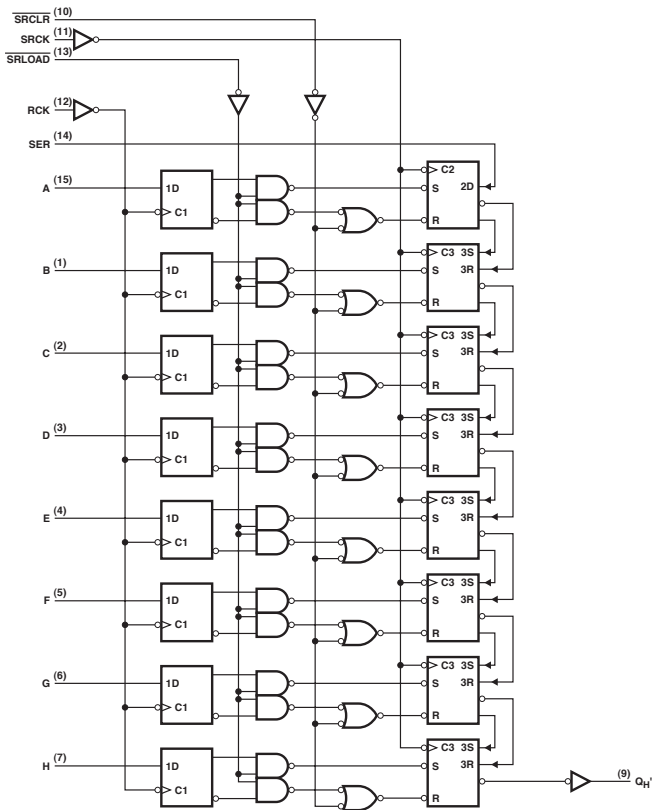 SRCLR (10)
SRCK (11)
SRLOAD (13)
RCK (12)
SER (14)
A (15) 1D C1 C2 2D S R
B (1) 1D C1 C3 3S 3R S R
C (2) 1D C1 C3 3S 3R S R
D (3) 1D C1 C3 3S 3R S R
E (4) 1D C1 C3 3S 3R S R
F (5) 1D C1 C3 3S 3R S R
G (6) 1D C1 C3 3S 3R S R
H (7) 1D C1 C3 3S 3R S R
(9) QH'